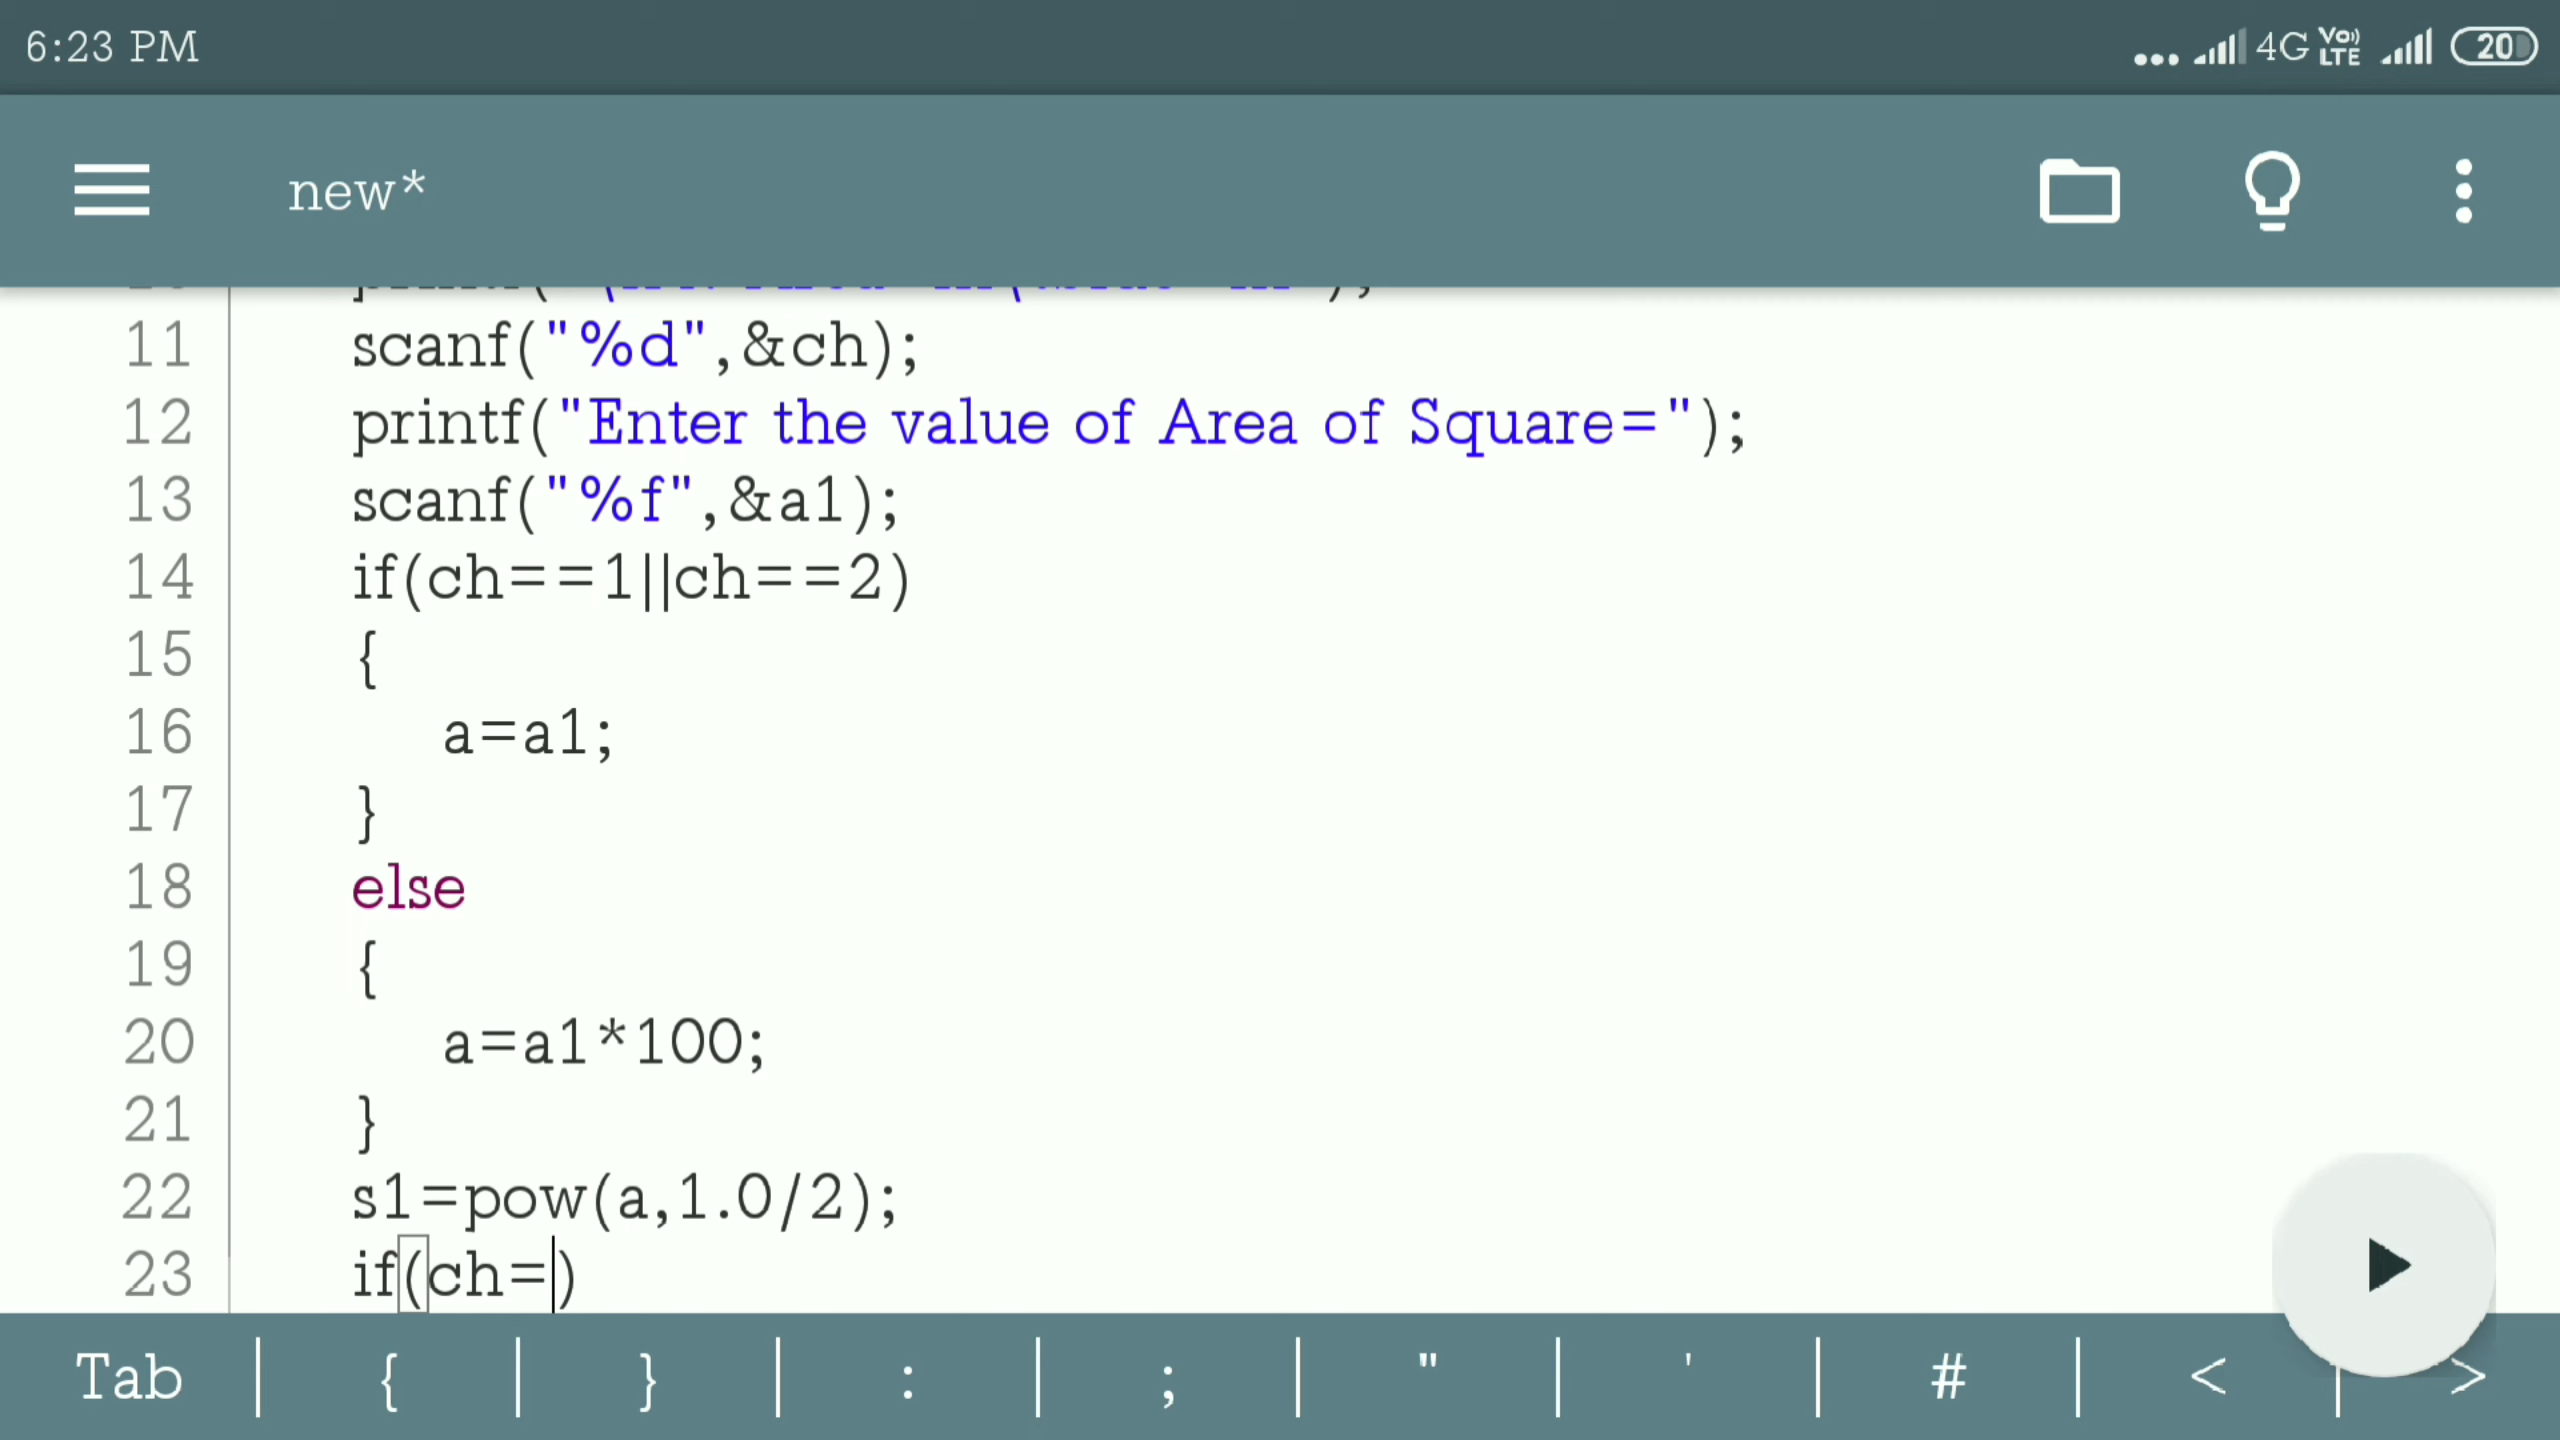 6:23 PM
4G Vo) LTE 20
new*
11 scanf("%d",&ch);
12 printf("Enter the value of Area of Square=");
13 scanf("%f",&a1);
14 if(ch==1||ch==2)
15 {
16 a=a1;
17 }
18 else
19 {
20 a=a1*100;
21 }
22 s1=pow(a,1.0/2);
23 if(ch=)
Tab { } : ; " ' # < >